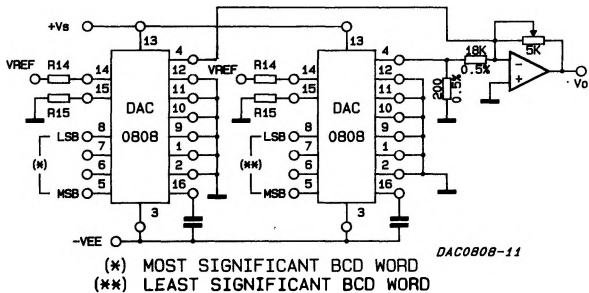 +Vs
13
13
4
4
18K
0.5%
5K
VREF
R14
14
12
VREF
R14
14
12
200
0.5%
-
+
Vo
R15
15
DAC
11
R15
15
DAC
11
10
10
LSB
8
0808
9
LSB
8
0808
9
(*)
7
1
(**)
7
1
6
2
6
2
MSB
5
16
MSB
5
16
3
3
-VEE
DAC0808-11
(*) MOST SIGNIFICANT BCD WORD
(**) LEAST SIGNIFICANT BCD WORD